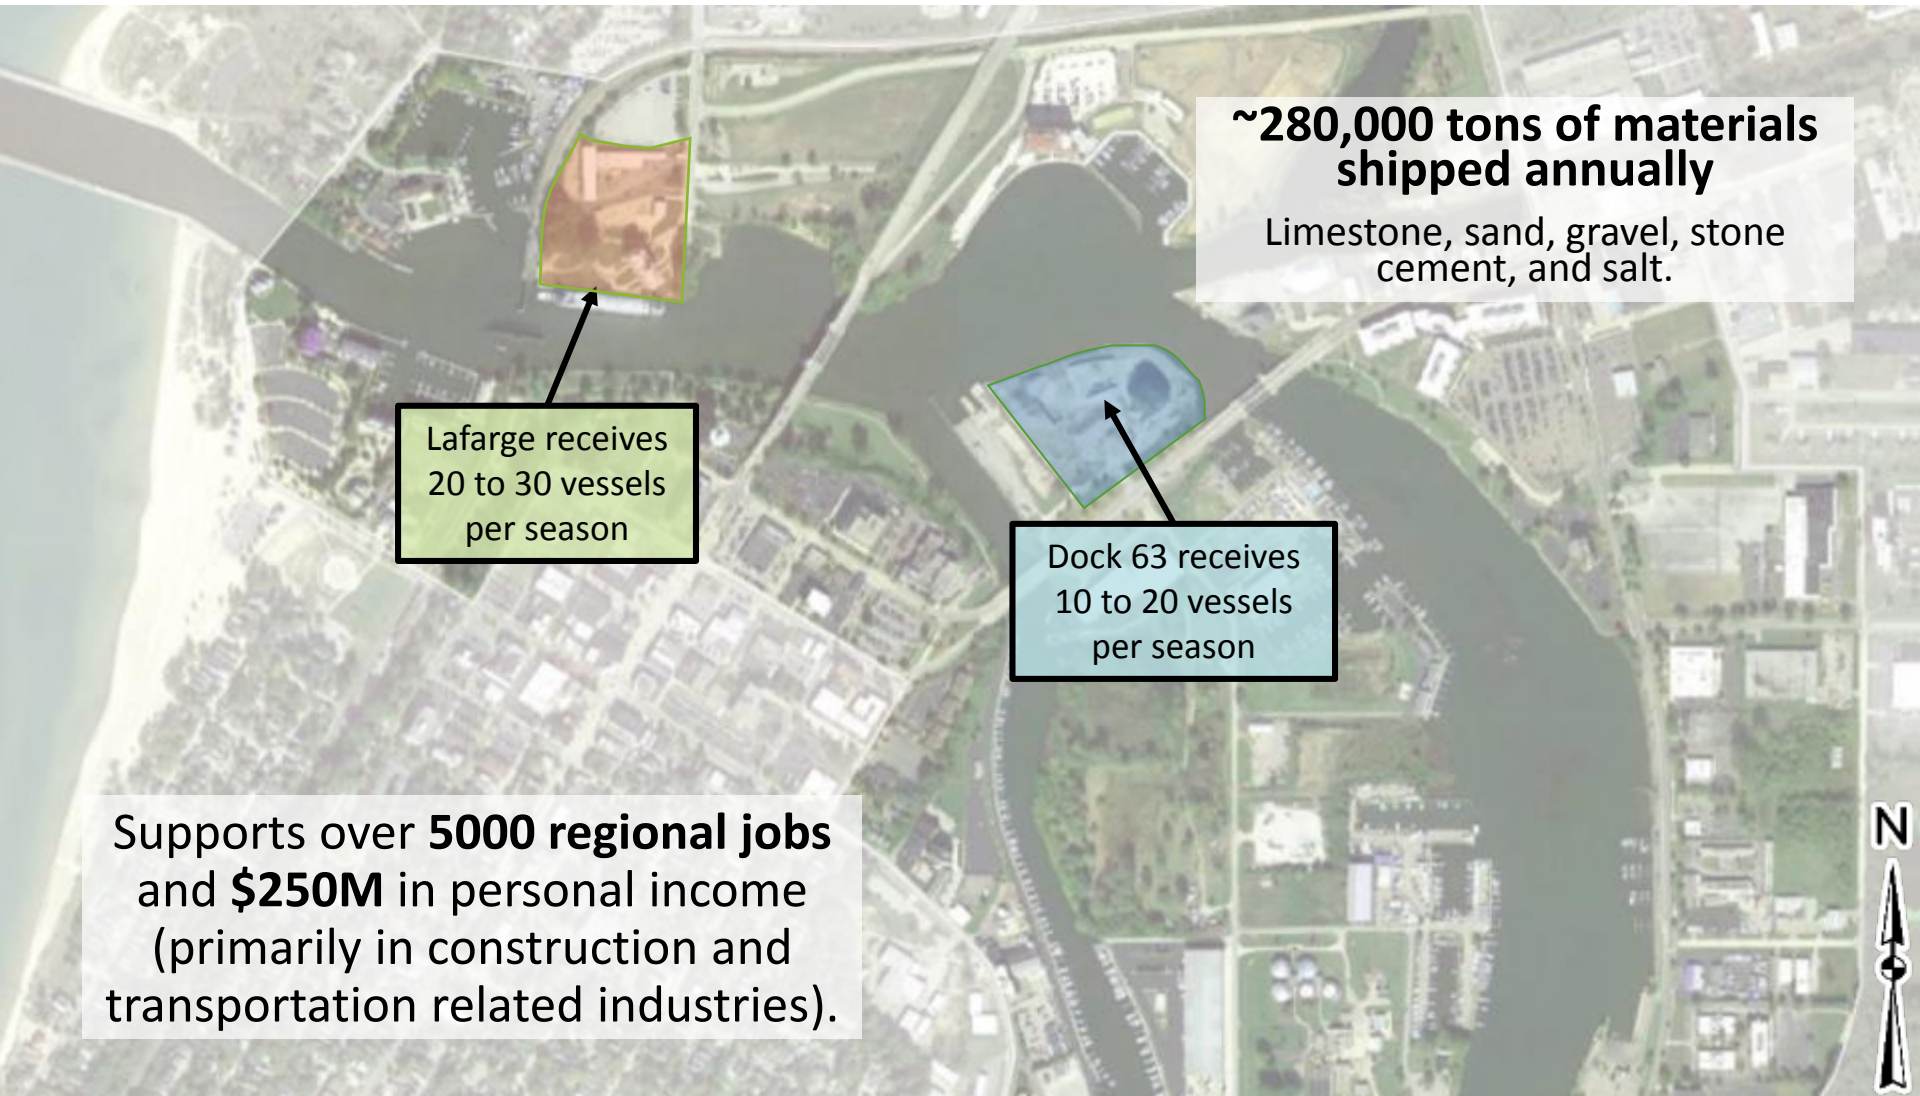 ~280,000 tons of materials
shipped annually
Limestone, sand, gravel, stone
cement, and salt.
Lafarge receives
20 to 30 vessels
per season
Dock 63 receives
10 to 20 vessels
per season
Supports over 5000 regional jobs
and $250M in personal income
(primarily in construction and
transportation related industries).
N